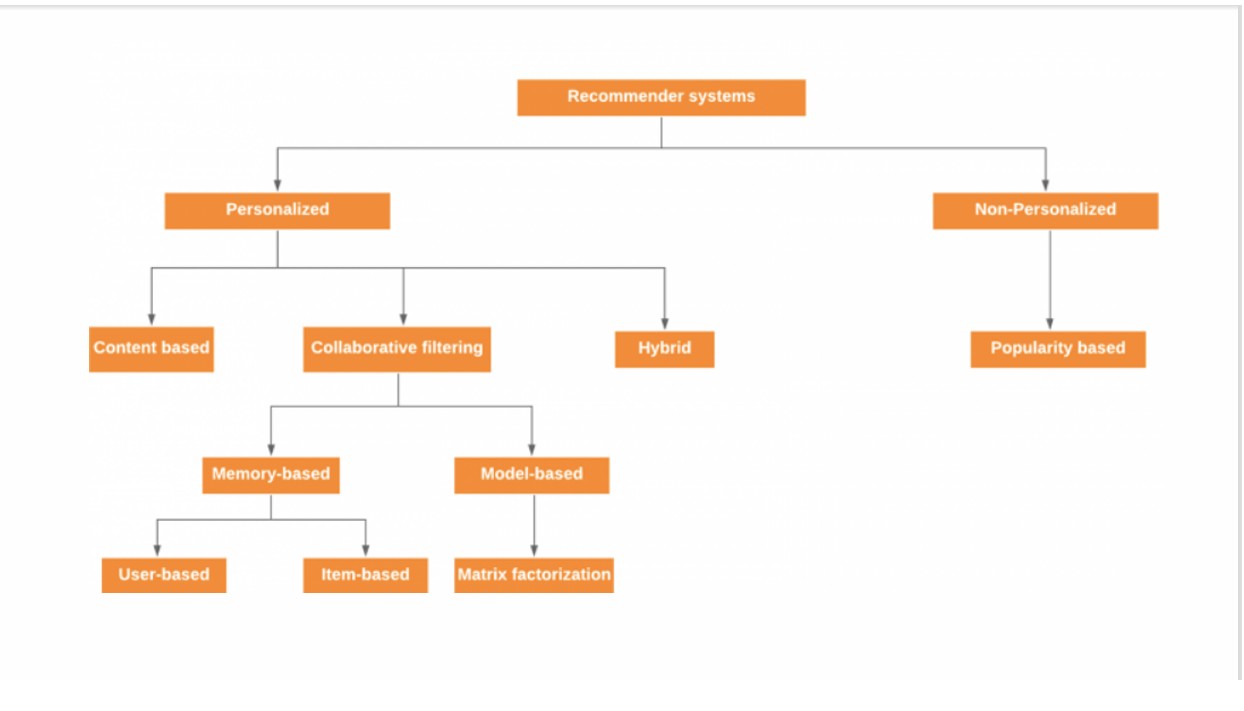 Recommender systems
Personalized
Non-Personalized
Content based
Collaborative filtering
Hybrid
Popularity based
Memory-based
Model-based
User-based
Item-based
Matrix factorization